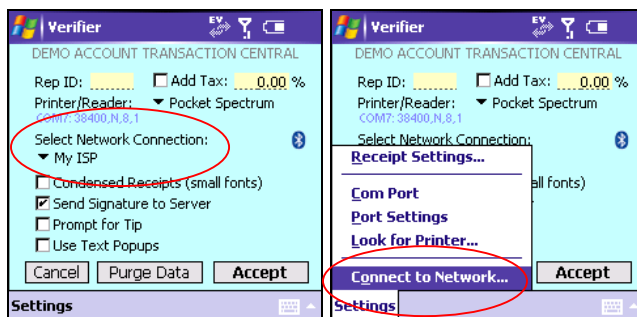 Verifier
EV
DEMO ACCOUNT TRANSACTION CENTRAL
Rep ID:
Add Tax: 0.00 %
Printer/Reader: Pocket Spectrum
COM7: 38400,N,8,1
Select Network Connection:
My ISP
Condensed Receipts (small fonts)
Send Signature to Server
Prompt for Tip
Use Text Popups
Cancel Purge Data Accept
Settings
Verifier
EV
DEMO ACCOUNT TRANSACTION CENTRAL
Rep ID:
Add Tax: 0.00 %
Printer/Reader: Pocket Spectrum
COM7: 38400,N,8,1
Select Network Connection:
Receipt Settings...
all fonts)
Com Port
Port Settings
Look for Printer...
Connect to Network...
Accept
Settings